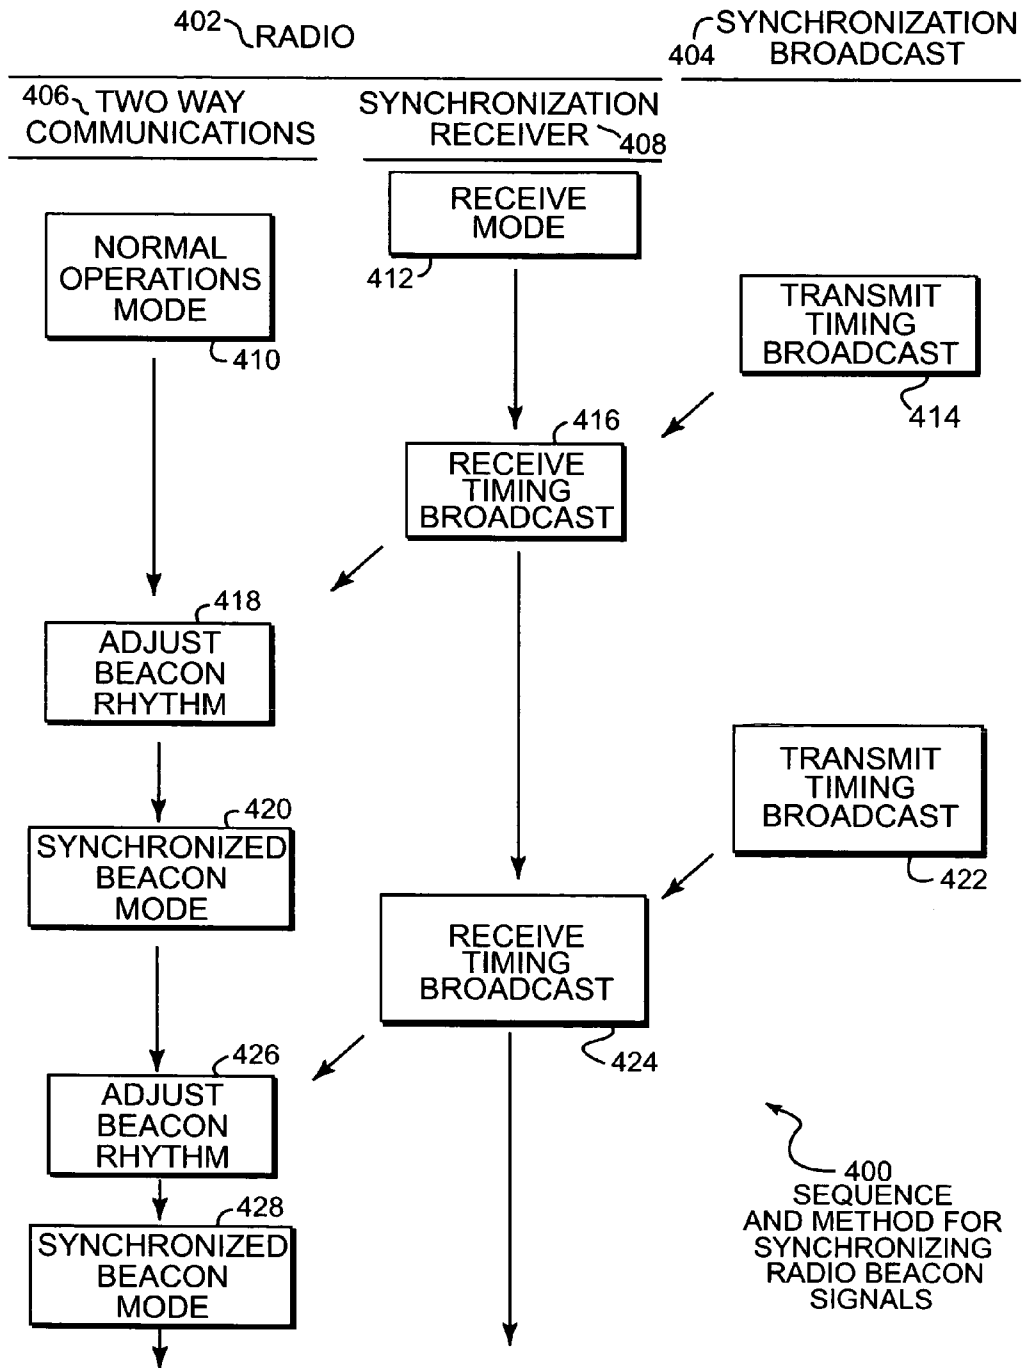 402 RADIO
404 SYNCHRONIZATION
BROADCAST
406 TWO WAY
COMMUNICATIONS
SYNCHRONIZATION
RECEIVER 408
RECEIVE
MODE
412
NORMAL
OPERATIONS
MODE
410
TRANSMIT
TIMING
BROADCAST
414
416
RECEIVE
TIMING
BROADCAST
418
ADJUST
BEACON
RHYTHM
TRANSMIT
TIMING
BROADCAST
422
420
SYNCHRONIZED
BEACON
MODE
RECEIVE
TIMING
BROADCAST
424
426
ADJUST
BEACON
RHYTHM
428
SYNCHRONIZED
BEACON
MODE
400
SEQUENCE
AND METHOD FOR
SYNCHRONIZING
RADIO BEACON
SIGNALS